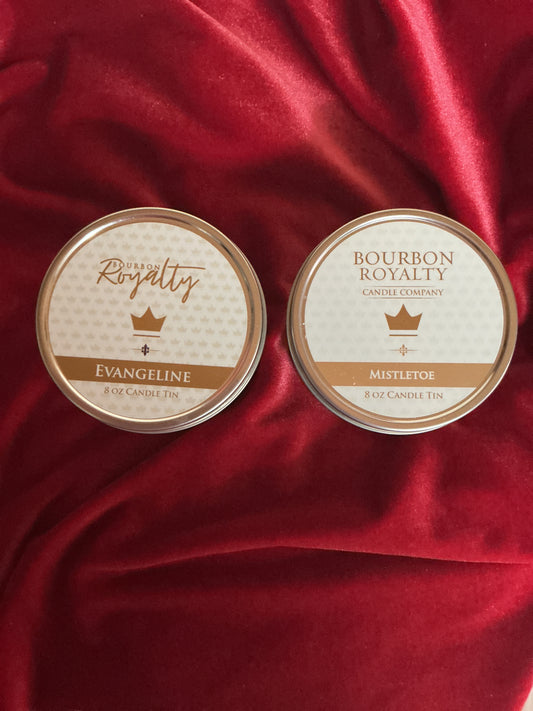 BOURBON
Royalty
EVANGELINE
8 OZ CANDLE TIN
BOURBON
ROYALTY
CANDLE COMPANY
MISTLETOE
8 OZ CANDLE TIN